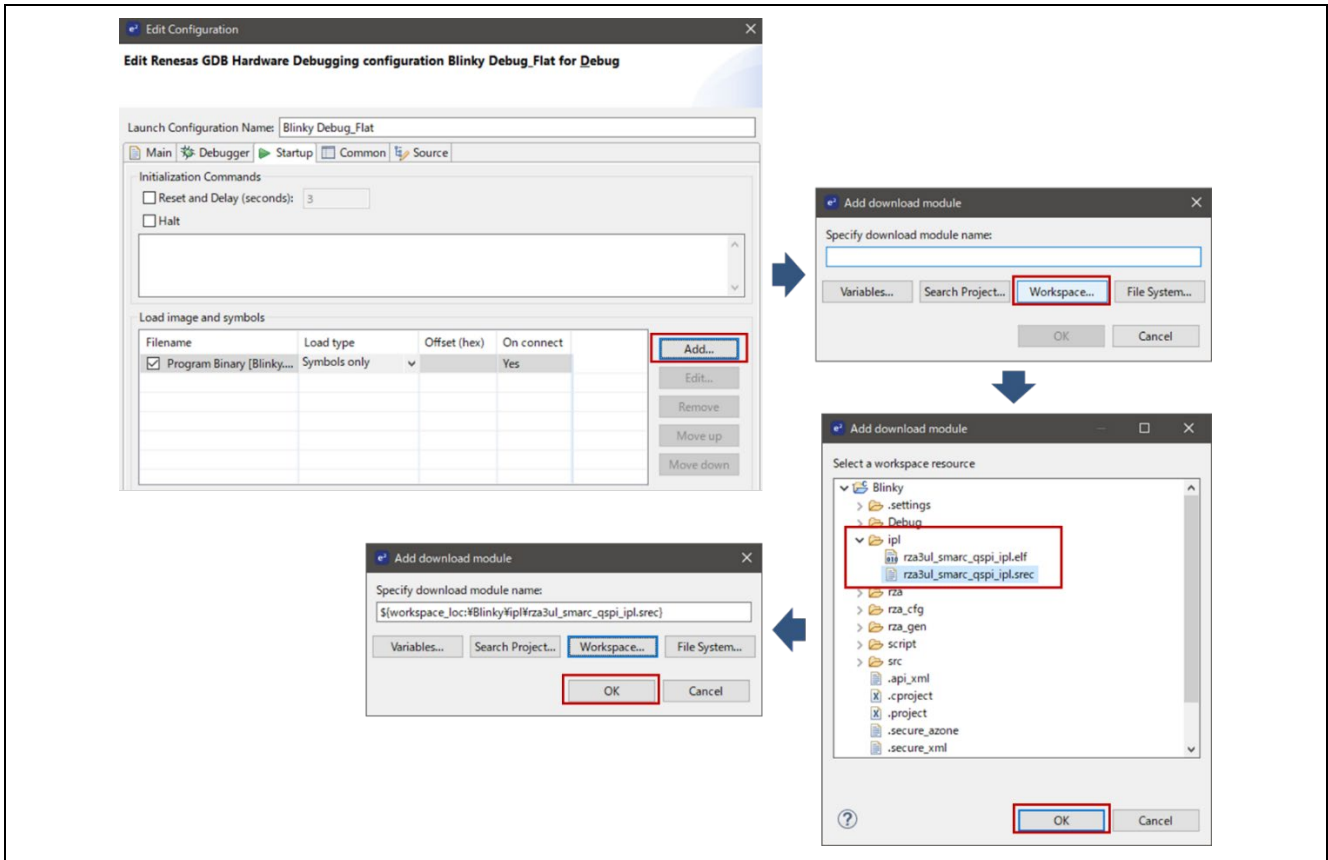 e² Edit Configuration
Edit Renesas GDB Hardware Debugging configuration Blinky Debug_Flat for Debug
Launch Configuration Name: Blinky Debug_Flat
Main Debugger Startup Common Source
Initialization Commands
Reset and Delay (seconds): 3
Halt
Load image and symbols
Filename Load type Offset (hex) On connect
Program Binary [Blinky.... Symbols only Yes
Add...
Edit...
Remove
Move up
Move down
e² Add download module
Specify download module name:
Variables... Search Project... Workspace... File System...
OK Cancel
e² Add download module
Select a workspace resource
Blinky
.settings
Debug
ipl
rza3ul_smarc_qspi_ipl.elf
rza3ul_smarc_qspi_ipl.srec
rza
rza_cfg
rza_gen
script
src
.api_xml
.cproject
.project
.secure_azone
.secure_xml
? OK Cancel
e² Add download module
Specify download module name:
${workspace_loc:¥Blinky¥ipl¥rza3ul_smarc_qspi_ipl.srec}
Variables... Search Project... Workspace... File System...
OK Cancel